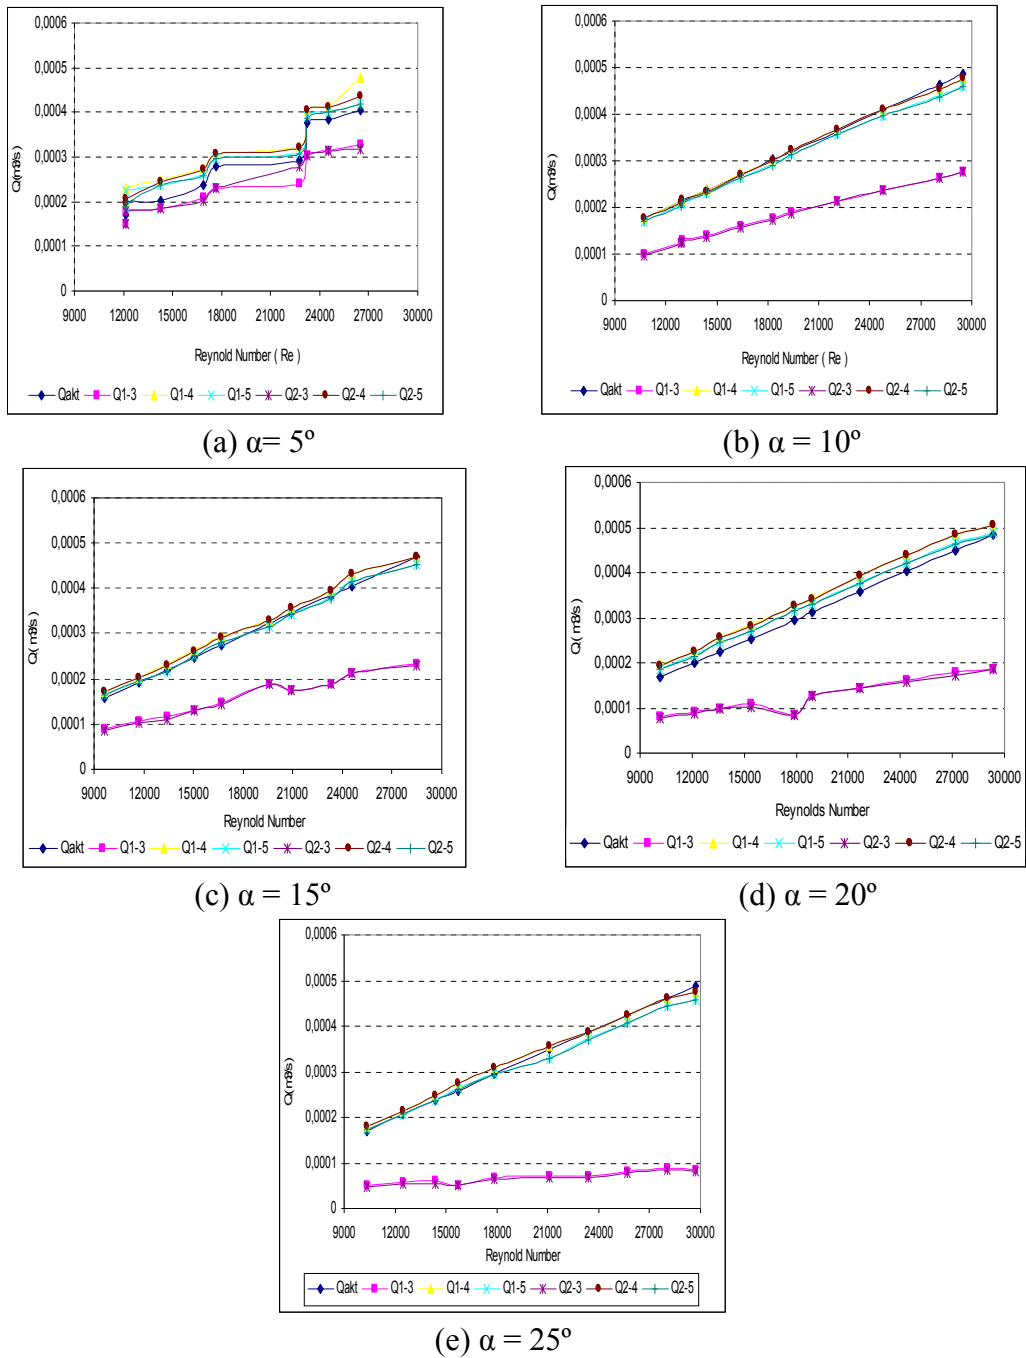 0,0006
0,0005
0,0004
0,0003
0,0002
0,0001
0
Q(m3/s)
9000 12000 15000 18000 21000 24000 27000 30000
Reynold Number ( Re )
Qakt Q1-3 Q1-4 Q1-5 Q2-3 Q2-4 Q2-5
(a) α= 5º
0,0006
0,0005
0,0004
0,0003
0,0002
0,0001
0,0000
Q(m3/s)
9000 12000 15000 18000 21000 24000 27000 30000
Reynold Number ( Re )
Qakt Q1-3 Q1-4 Q1-5 Q2-3 Q2-4 Q2-5
(b) α = 10º
0,0006
0,0005
0,0004
0,0003
0,0002
0,0001
0
Q( m3/s)
9000 12000 15000 18000 21000 24000 27000 30000
Reynold Number
Qakt Q1-3 Q1-4 Q1-5 Q2-3 Q2-4 Q2-5
(c) α = 15º
0,0006
0,0005
0,0004
0,0003
0,0002
0,0001
0
Q( m3/s)
9000 12000 15000 18000 21000 24000 27000 30000
Reynolds Number
Qakt Q1-3 Q1-4 Q1-5 Q2-3 Q2-4 Q2-5
(d) α = 20º
0,0006
0,0005
0,0004
0,0003
0,0002
0,0001
0
Q( m3/s)
9000 12000 15000 18000 21000 24000 27000 30000
Reynold Number
Qakt Q1-3 Q1-4 Q1-5 Q2-3 Q2-4 Q2-5
(e) α = 25º